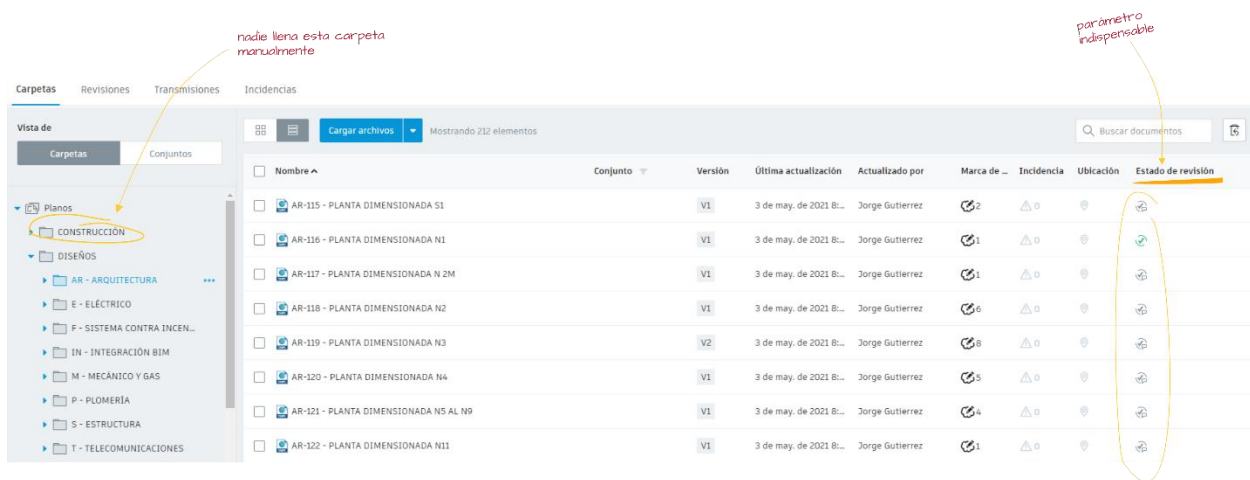 nadie llena esta carpeta
manualmente
parámetro
indispensable
Carpetas Revisiones Transmisiones Incidencias
Vista de
Carpetas Conjuntos
Cargar archivos Mostrando 212 elementos Buscar documentos
Nombre Conjunto Versión Última actualización Actualizado por Marca de ... Incidencia Ubicación Estado de revisión
Planos
CONSTRUCCIÓN
DISEÑOS
AR - ARQUITECTURA ...
E - ELÉCTRICO
F - SISTEMA CONTRA INCEN...
IN - INTEGRACIÓN BIM
M - MECÁNICO Y GAS
P - PLOMERÍA
S - ESTRUCTURA
T - TELECOMUNICACIONES
AR-115 - PLANTA DIMENSIONADA S1 V1 3 de may. de 2021 8:... Jorge Gutierrez 2 0
AR-116 - PLANTA DIMENSIONADA N1 V1 3 de may. de 2021 8:... Jorge Gutierrez 1 0
AR-117 - PLANTA DIMENSIONADA N 2M V1 3 de may. de 2021 8:... Jorge Gutierrez 1 0
AR-118 - PLANTA DIMENSIONADA N2 V1 3 de may. de 2021 8:... Jorge Gutierrez 6 0
AR-119 - PLANTA DIMENSIONADA N3 V2 3 de may. de 2021 8:... Jorge Gutierrez 8 0
AR-120 - PLANTA DIMENSIONADA N4 V1 3 de may. de 2021 8:... Jorge Gutierrez 5 0
AR-121 - PLANTA DIMENSIONADA N5 AL N9 V1 3 de may. de 2021 8:... Jorge Gutierrez 4 0
AR-122 - PLANTA DIMENSIONADA N11 V1 3 de may. de 2021 8:... Jorge Gutierrez 1 0